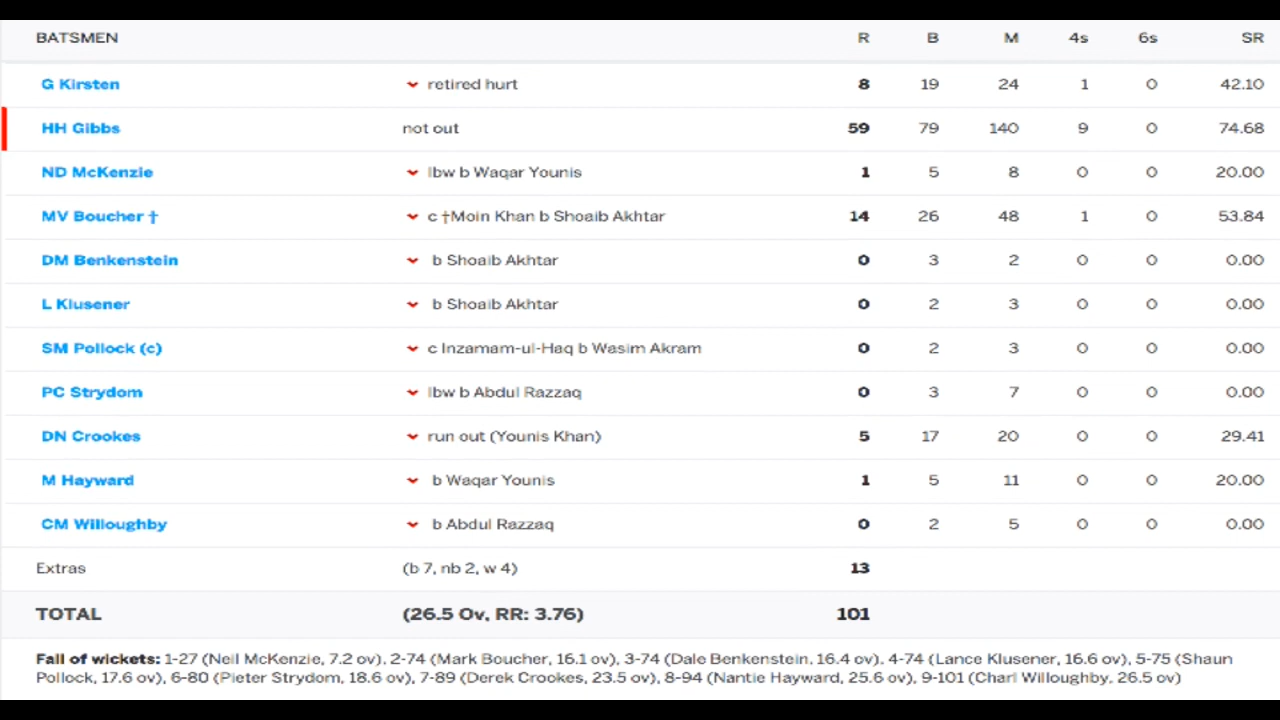 BATSMEN R B M 4s 6s SR
G Kirsten retired hurt 8 19 24 1 0 42.10
HH Gibbs not out 59 79 140 9 0 74.68
ND McKenzie lbw b Waqar Younis 1 5 8 0 0 20.00
MV Boucher † c †Moin Khan b Shoaib Akhtar 14 26 48 1 0 53.84
DM Benkenstein b Shoaib Akhtar 0 3 2 0 0 0.00
L Klusener b Shoaib Akhtar 0 2 3 0 0 0.00
SM Pollock (c) c Inzamam-ul-Haq b Wasim Akram 0 2 3 0 0 0.00
PC Strydom lbw b Abdul Razzaq 0 3 7 0 0 0.00
DN Crookes run out (Younis Khan) 5 17 20 0 0 29.41
M Hayward b Waqar Younis 1 5 11 0 0 20.00
CM Willoughby b Abdul Razzaq 0 2 5 0 0 0.00
Extras (b 7, nb 2, w 4) 13
TOTAL (26.5 Ov, RR: 3.76) 101
Fall of wickets: 1-27 (Neil McKenzie, 7.2 ov), 2-74 (Mark Boucher, 16.1 ov), 3-74 (Dale Benkenstein, 16.4 ov), 4-74 (Lance Klusener, 16.6 ov), 5-75 (Shaun
Pollock, 17.6 ov), 6-80 (Pieter Strydom, 18.6 ov), 7-89 (Derek Crookes, 23.5 ov), 8-94 (Nantie Hayward, 25.6 ov), 9-101 (Charl Willoughby, 26.5 ov)